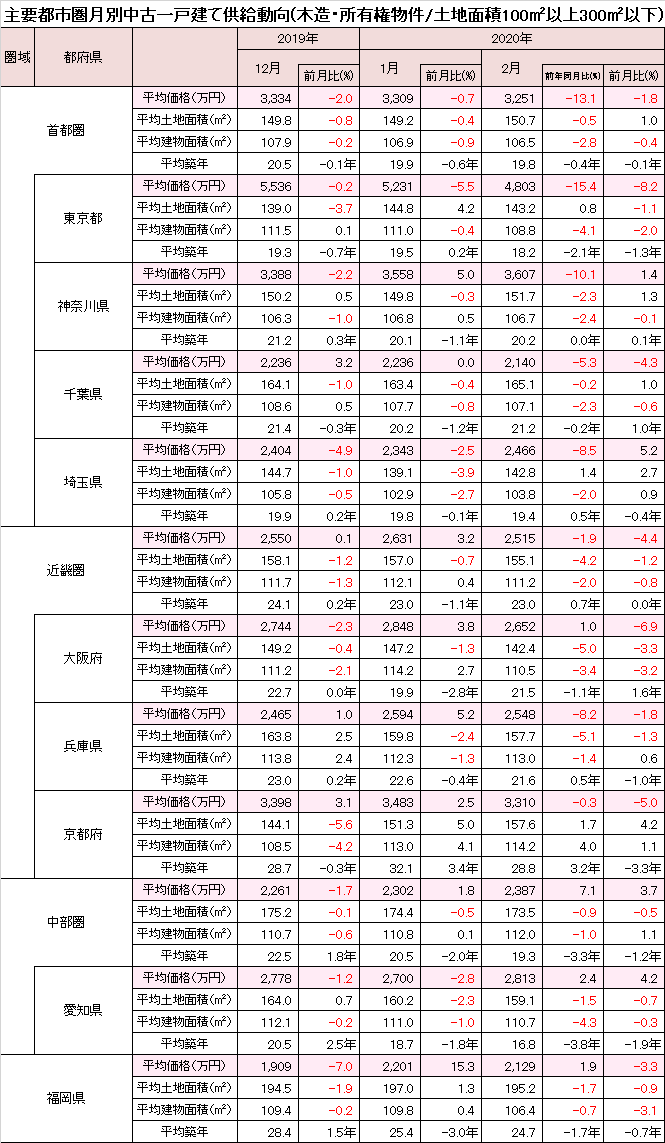 主要都市圏月別中古一戸建て供給動向(木造・所有権物件/土地面積100㎡以上300㎡以下)
圏域 都府県 2019年 2020年
12月 前月比(%) 1月 前月比(%) 2月 前年同月比(%) 前月比(%)
首都圏 平均価格(万円) 3,334 -2.0 3,309 -0.7 3,251 -13.1 -1.8
平均土地面積(㎡) 149.8 -0.8 149.2 -0.4 150.7 -0.5 1.0
平均建物面積(㎡) 107.9 -0.2 106.9 -0.9 106.5 -2.8 -0.4
平均築年 20.5 -0.1年 19.9 -0.6年 19.8 -0.4年 -0.1年
東京都 平均価格(万円) 5,536 -0.2 5,231 -5.5 4,803 -15.4 -8.2
平均土地面積(㎡) 139.0 -3.7 144.8 4.2 143.2 0.8 -1.1
平均建物面積(㎡) 111.5 0.1 111.0 -0.4 108.8 -4.1 -2.0
平均築年 19.3 -0.7年 19.5 0.2年 18.2 -2.1年 -1.3年
神奈川県 平均価格(万円) 3,388 -2.2 3,558 5.0 3,607 -10.1 1.4
平均土地面積(㎡) 150.2 0.5 149.8 -0.3 151.7 -2.3 1.3
平均建物面積(㎡) 106.3 -1.0 106.8 0.5 106.7 -2.4 -0.1
平均築年 21.2 0.3年 20.1 -1.1年 20.2 0.0年 0.1年
千葉県 平均価格(万円) 2,236 3.2 2,236 0.0 2,140 -5.3 -4.3
平均土地面積(㎡) 164.1 -1.0 163.4 -0.4 165.1 -0.2 1.0
平均建物面積(㎡) 108.6 0.5 107.7 -0.8 107.1 -2.3 -0.6
平均築年 21.4 -0.3年 20.2 -1.2年 21.2 -0.2年 1.0年
埼玉県 平均価格(万円) 2,404 -4.9 2,343 -2.5 2,466 -8.5 5.2
平均土地面積(㎡) 144.7 -1.0 139.1 -3.9 142.8 1.4 2.7
平均建物面積(㎡) 105.8 -0.5 102.9 -2.7 103.8 -2.0 0.9
平均築年 19.9 0.2年 19.8 -0.1年 19.4 0.5年 -0.4年
近畿圏 平均価格(万円) 2,550 0.1 2,631 3.2 2,515 -1.9 -4.4
平均土地面積(㎡) 158.1 -1.2 157.0 -0.7 155.1 -4.2 -1.2
平均建物面積(㎡) 111.7 -1.3 112.1 0.4 111.2 -2.0 -0.8
平均築年 24.1 0.2年 23.0 -1.1年 23.0 0.7年 0.0年
大阪府 平均価格(万円) 2,744 -2.3 2,848 3.8 2,652 1.0 -6.9
平均土地面積(㎡) 149.2 -0.4 147.2 -1.3 142.4 -5.0 -3.3
平均建物面積(㎡) 111.2 -2.1 114.2 2.7 110.5 -3.4 -3.2
平均築年 22.7 0.0年 19.9 -2.8年 21.5 -1.1年 1.6年
兵庫県 平均価格(万円) 2,465 1.0 2,594 5.2 2,548 -8.2 -1.8
平均土地面積(㎡) 163.8 2.5 159.8 -2.4 157.7 -5.1 -1.3
平均建物面積(㎡) 113.8 2.4 112.3 -1.3 113.0 -1.4 0.6
平均築年 23.0 0.2年 22.6 -0.4年 21.6 0.5年 -1.0年
京都府 平均価格(万円) 3,398 3.1 3,483 2.5 3,310 -0.3 -5.0
平均土地面積(㎡) 144.1 -5.6 151.3 5.0 157.6 1.7 4.2
平均建物面積(㎡) 108.5 -4.2 113.0 4.1 114.2 4.0 1.1
平均築年 28.7 -0.3年 32.1 3.4年 28.8 3.2年 -3.3年
中部圏 平均価格(万円) 2,261 -1.7 2,302 1.8 2,387 7.1 3.7
平均土地面積(㎡) 175.2 -0.1 174.4 -0.5 173.5 -0.9 -0.5
平均建物面積(㎡) 110.7 -0.6 110.8 0.1 112.0 -1.0 1.1
平均築年 22.5 1.8年 20.5 -2.0年 19.3 -3.3年 -1.2年
愛知県 平均価格(万円) 2,778 -1.2 2,700 -2.8 2,813 2.4 4.2
平均土地面積(㎡) 164.0 0.7 160.2 -2.3 159.1 -1.5 -0.7
平均建物面積(㎡) 112.1 -0.2 111.0 -1.0 110.7 -4.3 -0.3
平均築年 20.5 2.5年 18.7 -1.8年 16.8 -3.8年 -1.9年
福岡県 平均価格(万円) 1,909 -7.0 2,201 15.3 2,129 1.9 -3.3
平均土地面積(㎡) 194.5 -1.9 197.0 1.3 195.2 -1.7 -0.9
平均建物面積(㎡) 109.4 -0.2 109.8 0.4 106.4 -0.7 -3.1
平均築年 28.4 1.5年 25.4 -3.0年 24.7 -1.7年 -0.7年